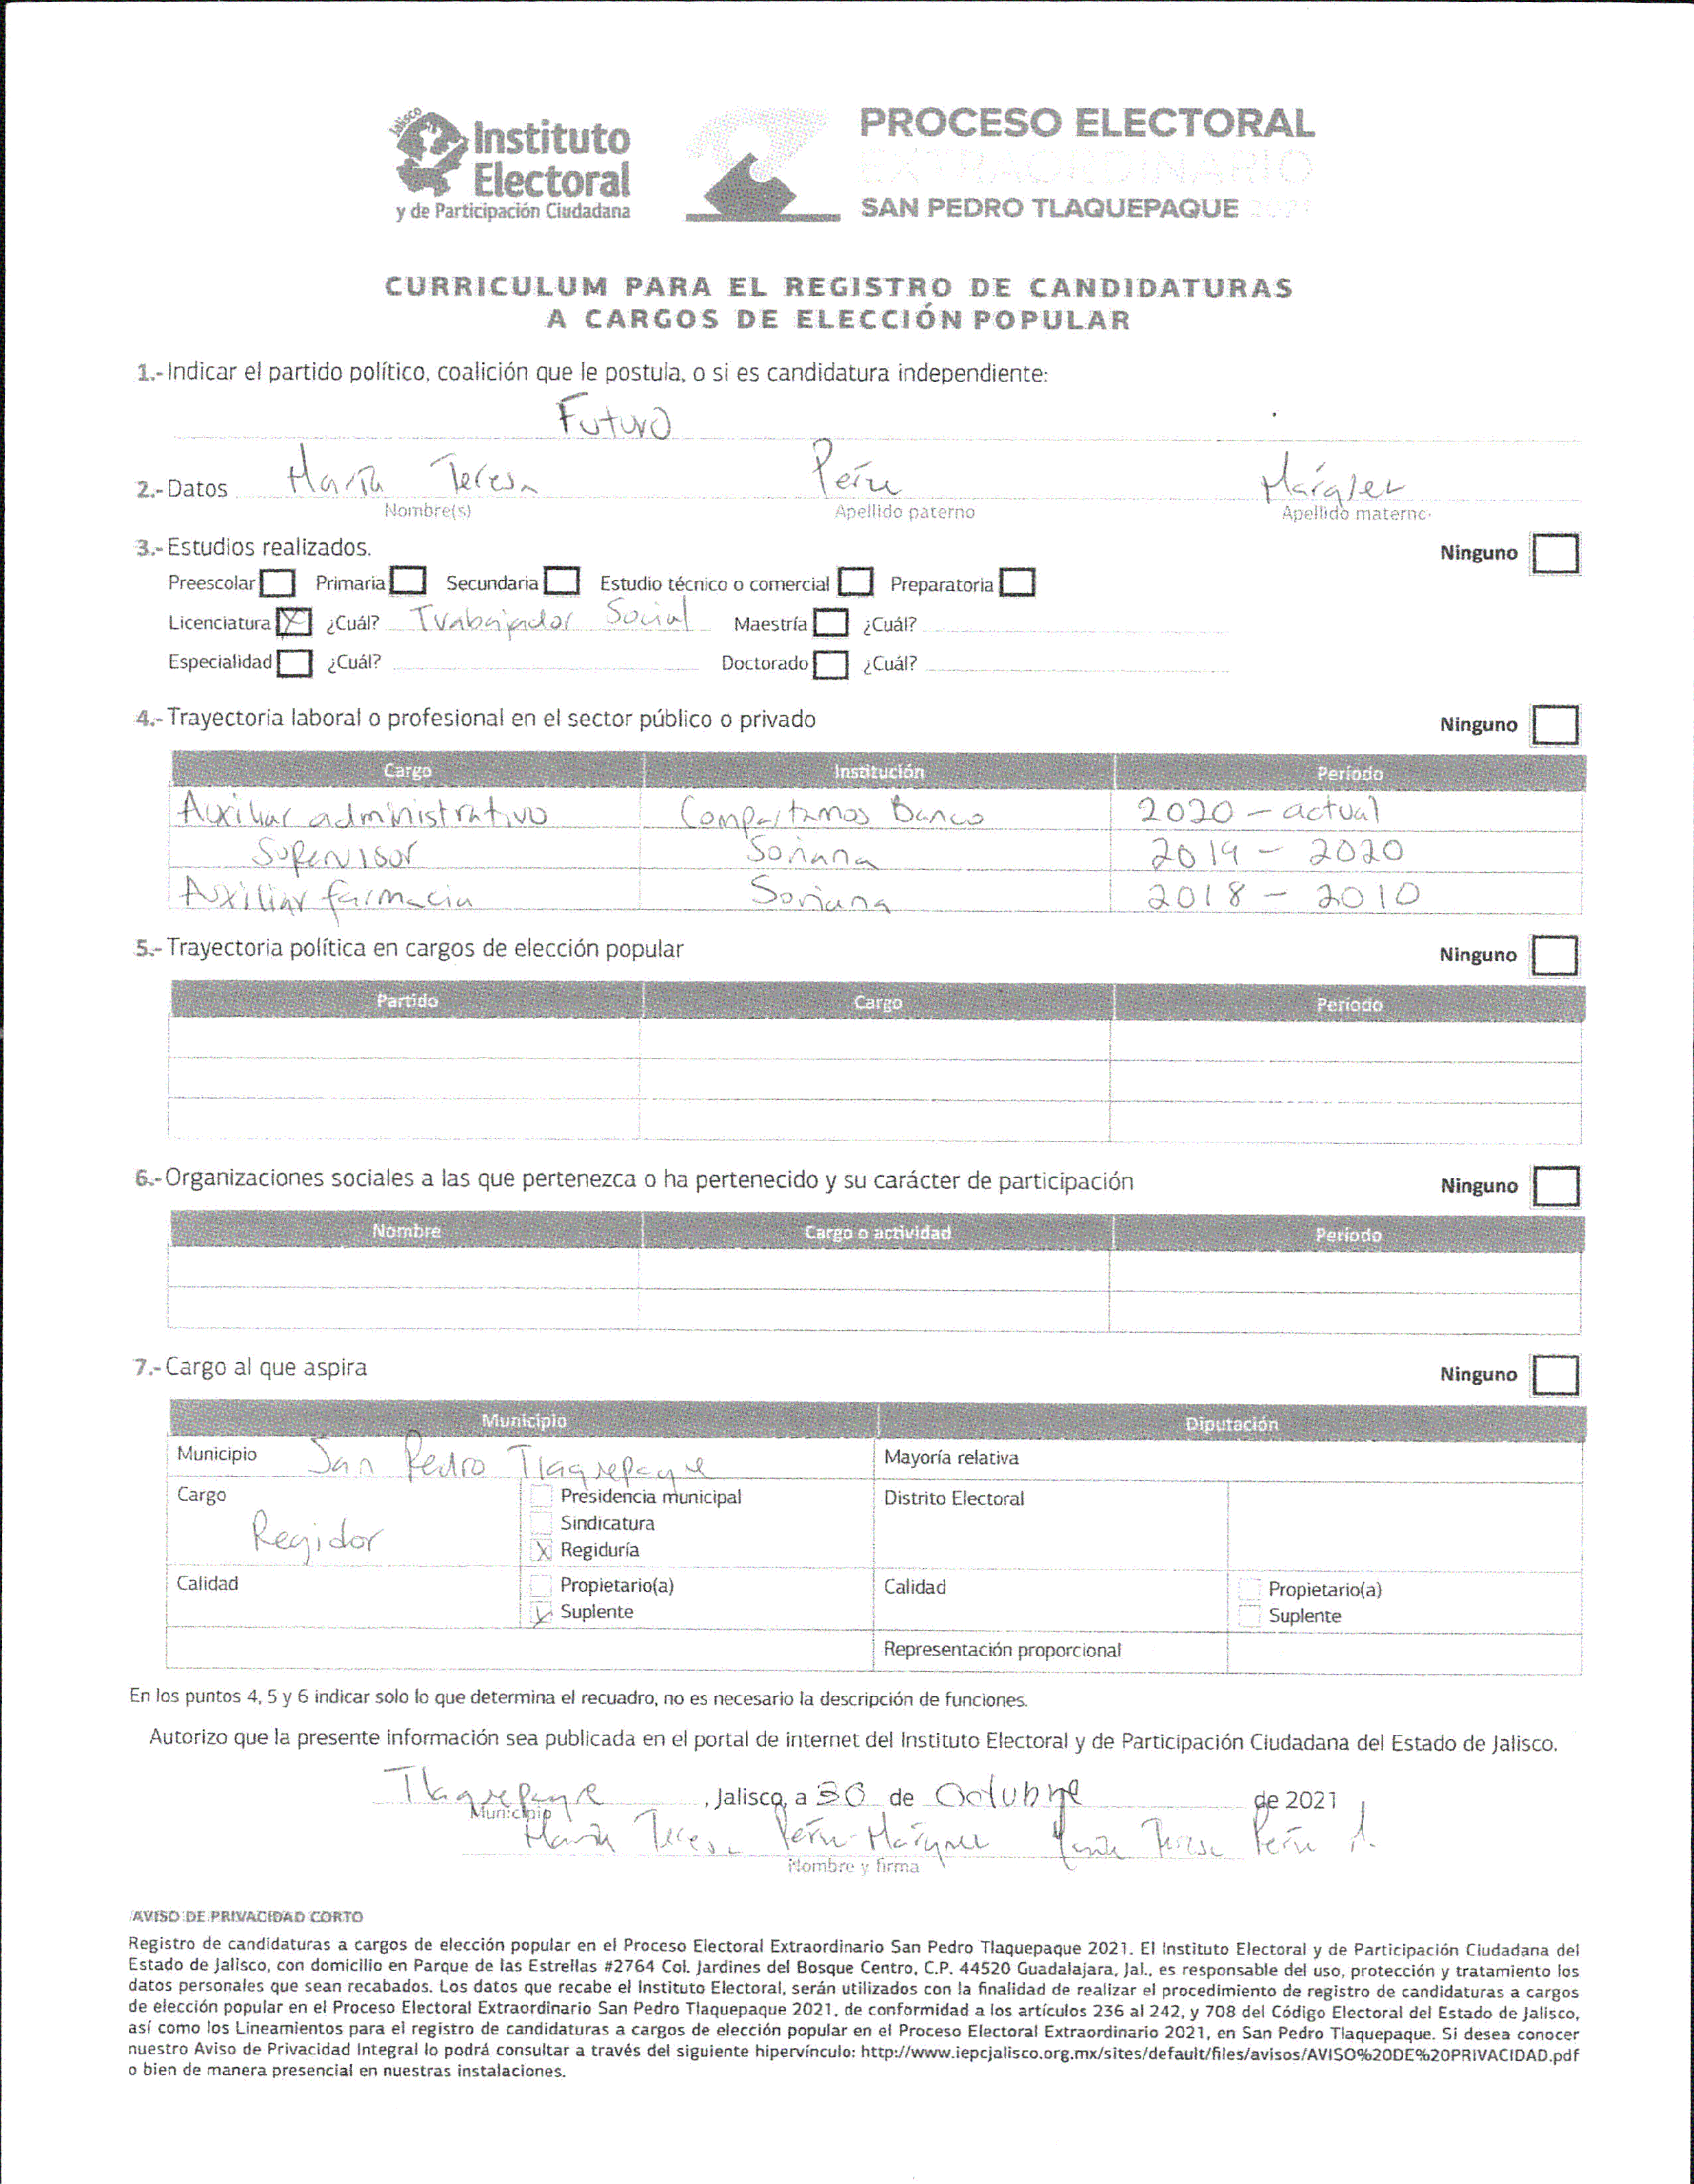 Jalisco
Instituto
Electoral
y de Participación Ciudadana
PROCESO ELECTORAL
EXTRAORDINARIO
SAN PEDRO TLAQUEPAQUE 2021
CURRICULUM PARA EL REGISTRO DE CANDIDATURAS
A CARGOS DE ELECCIÓN POPULAR
1.- Indicar el partido político, coalición que le postula, o si es candidatura independiente:
Futuro
2.- Datos María Teresa Peña Márquez
Nombre(s) Apellido paterno Apellido materno
3.- Estudios realizados. Ninguno
Preescolar Primaria Secundaria Estudio técnico o comercial Preparatoria
Licenciatura X ¿Cuál? Trabajador Social Maestría ¿Cuál?
Especialidad ¿Cuál? Doctorado ¿Cuál?
4.- Trayectoria laboral o profesional en el sector público o privado Ninguno
Cargo Institución Período
Auxiliar administrativo Compartamos Banco 2020 - actual
Supervisor Soriana 2019 - 2020
Auxiliar farmacia Soriana 2018 - 2010
5.- Trayectoria política en cargos de elección popular Ninguno
Partido Cargo Período
6.- Organizaciones sociales a las que pertenezca o ha pertenecido y su carácter de participación Ninguno
Nombre Cargo o actividad Período
7.- Cargo al que aspira Ninguno
Municipio Diputación
Municipio San Pedro Tlaquepaque Mayoría relativa
Cargo Presidencia municipal Distrito Electoral
Sindicatura
Regidor X Regiduría
Calidad Propietario(a) Calidad Propietario(a)
Suplente Suplente
Representación proporcional
En los puntos 4, 5 y 6 indicar solo lo que determina el recuadro, no es necesario la descripción de funciones.
Autorizo que la presente información sea publicada en el portal de internet del Instituto Electoral y de Participación Ciudadana del Estado de Jalisco.
Tlaquepaque, Jalisco, a 30 de Octubre de 2021
Municipio
María Teresa Peña Márquez María Teresa Peña M.
Nombre y firma
AVISO DE PRIVACIDAD CORTO
Registro de candidaturas a cargos de elección popular en el Proceso Electoral Extraordinario San Pedro Tlaquepaque 2021. El Instituto Electoral y de Participación Ciudadana del
Estado de Jalisco, con domicilio en Parque de las Estrellas #2764 Col. Jardines del Bosque Centro, C.P. 44520 Guadalajara, Jal., es responsable del uso, protección y tratamiento los
datos personales que sean recabados. Los datos que recabe el Instituto Electoral, serán utilizados con la finalidad de realizar el procedimiento de registro de candidaturas a cargos
de elección popular en el Proceso Electoral Extraordinario San Pedro Tlaquepaque 2021, de conformidad a los artículos 236 al 242, y 708 del Código Electoral del Estado de Jalisco,
así como los Lineamientos para el registro de candidaturas a cargos de elección popular en el Proceso Electoral Extraordinario 2021, en San Pedro Tlaquepaque. Si desea conocer
nuestro Aviso de Privacidad Integral lo podrá consultar a través del siguiente hipervínculo: http://www.iepcjalisco.org.mx/sites/default/files/avisos/AVISO%20DE%20PRIVACIDAD.pdf
o bien de manera presencial en nuestras instalaciones.